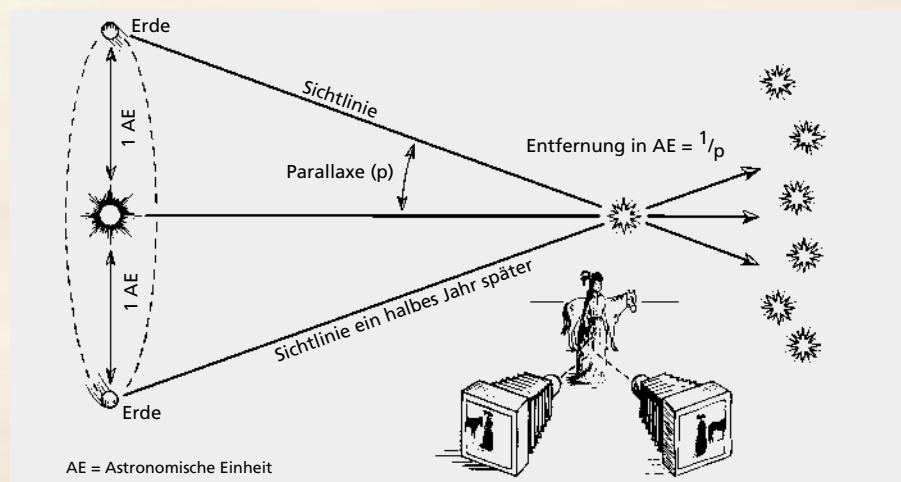 Erde
1 AE
Sichtlinie
Parallaxe (p)
Entfernung in AE = 1/p
1 AE
Sichtlinie ein halbes Jahr später
Erde
AE = Astronomische Einheit